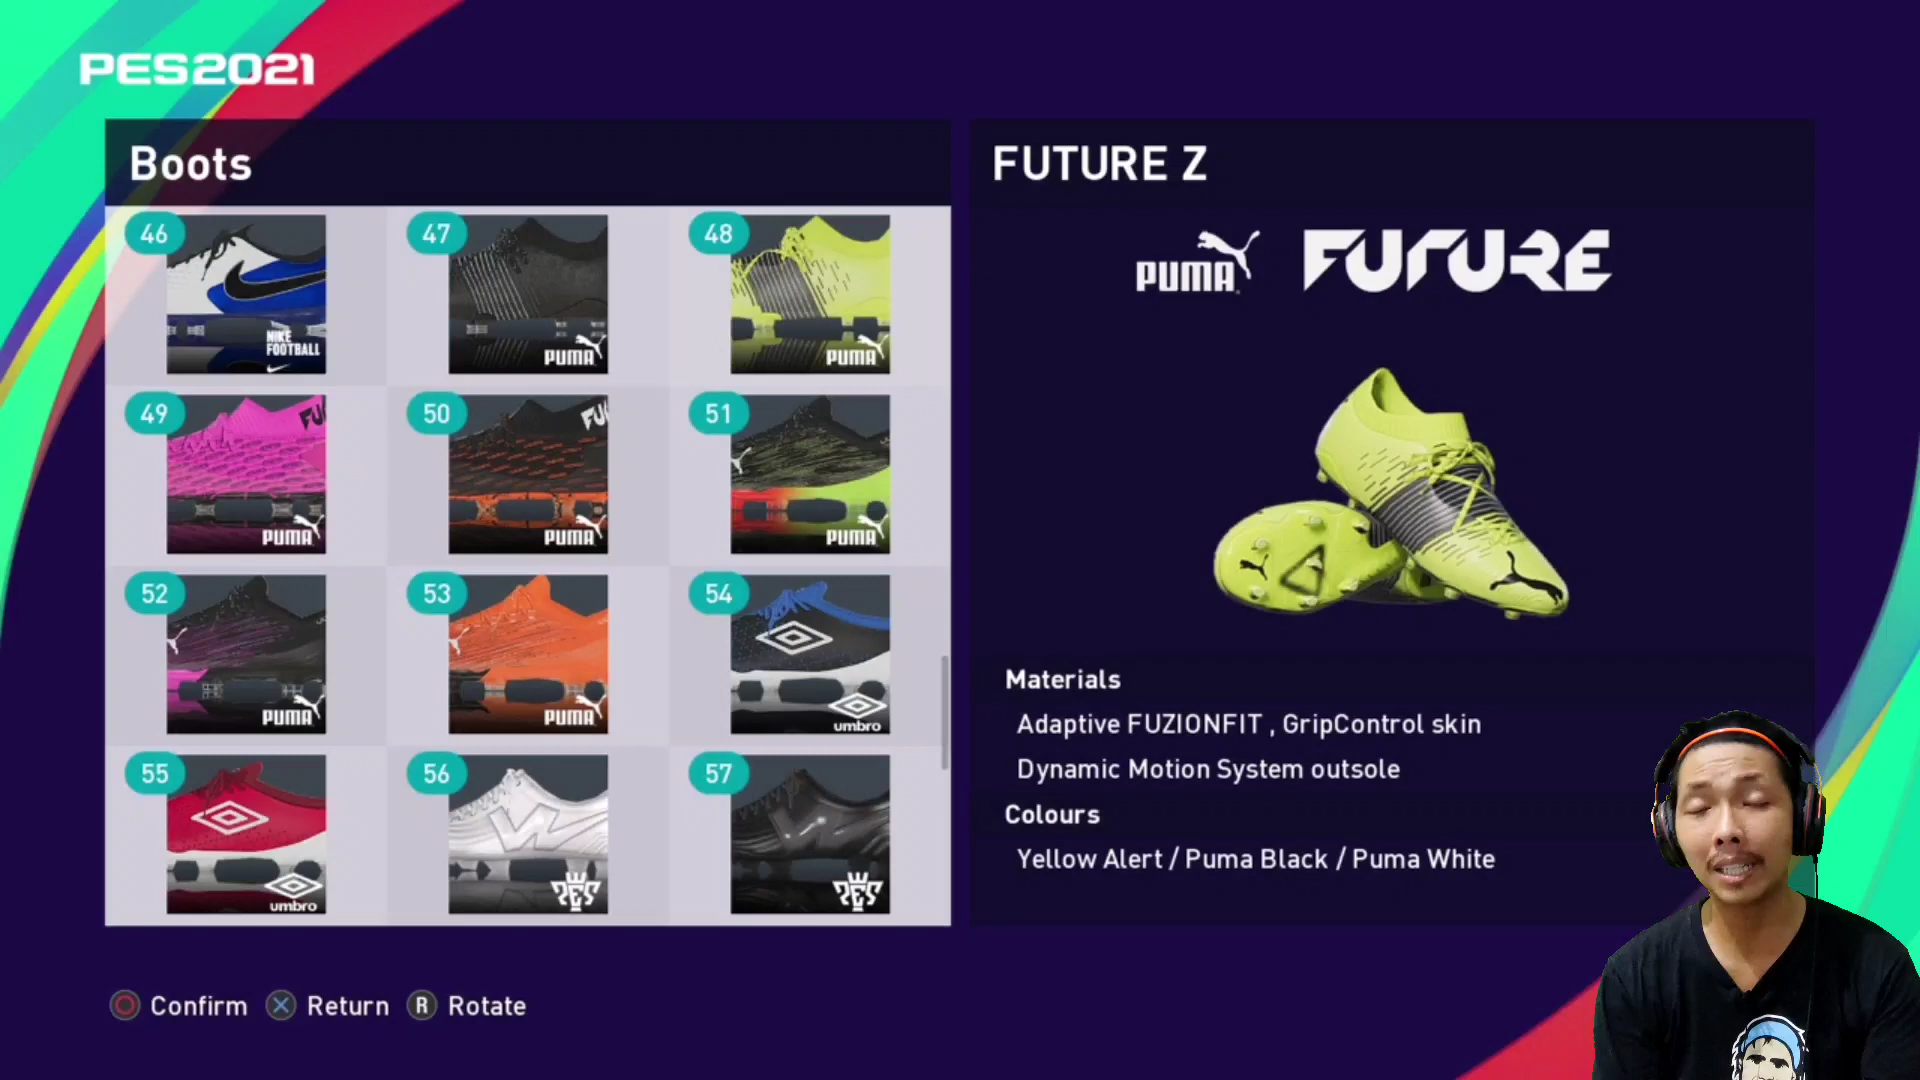 PES2021
Boots
FUTURE Z
46
NIKE
FOOTBALL
47
PUMA
48
PUMA
PUMA FUTURE
49
FU
PUMA
50
FU
PUMA
51
PUMA
52
PUMA
53
PUMA
54
umbro
55
umbro
56
PES
57
PES
Materials
Adaptive FUZIONFIT , GripControl skin
Dynamic Motion System outsole
Colours
Yellow Alert / Puma Black / Puma White
Confirm Return R Rotate